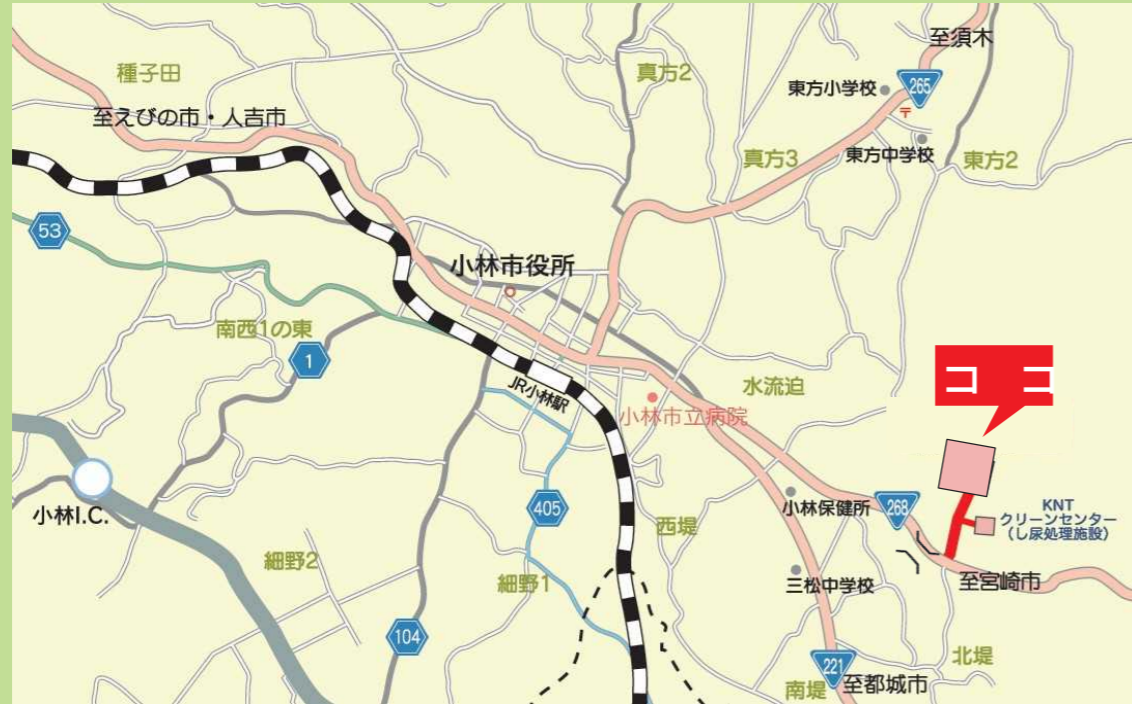 至須木
種子田
真方2
東方小学校
265
〒
至えびの市・人吉市
真方3
東方中学校
東方2
53
小林市役所
南西1の東
1
JR小林駅
水流迫
コ コ
小林市立病院
小林I.C.
405
西堤
小林保健所
268
KNT
クリーンセンター
(し尿処理施設)
細野2
細野1
三松中学校
至宮崎市
104
221
至都城市
北堤
南堤